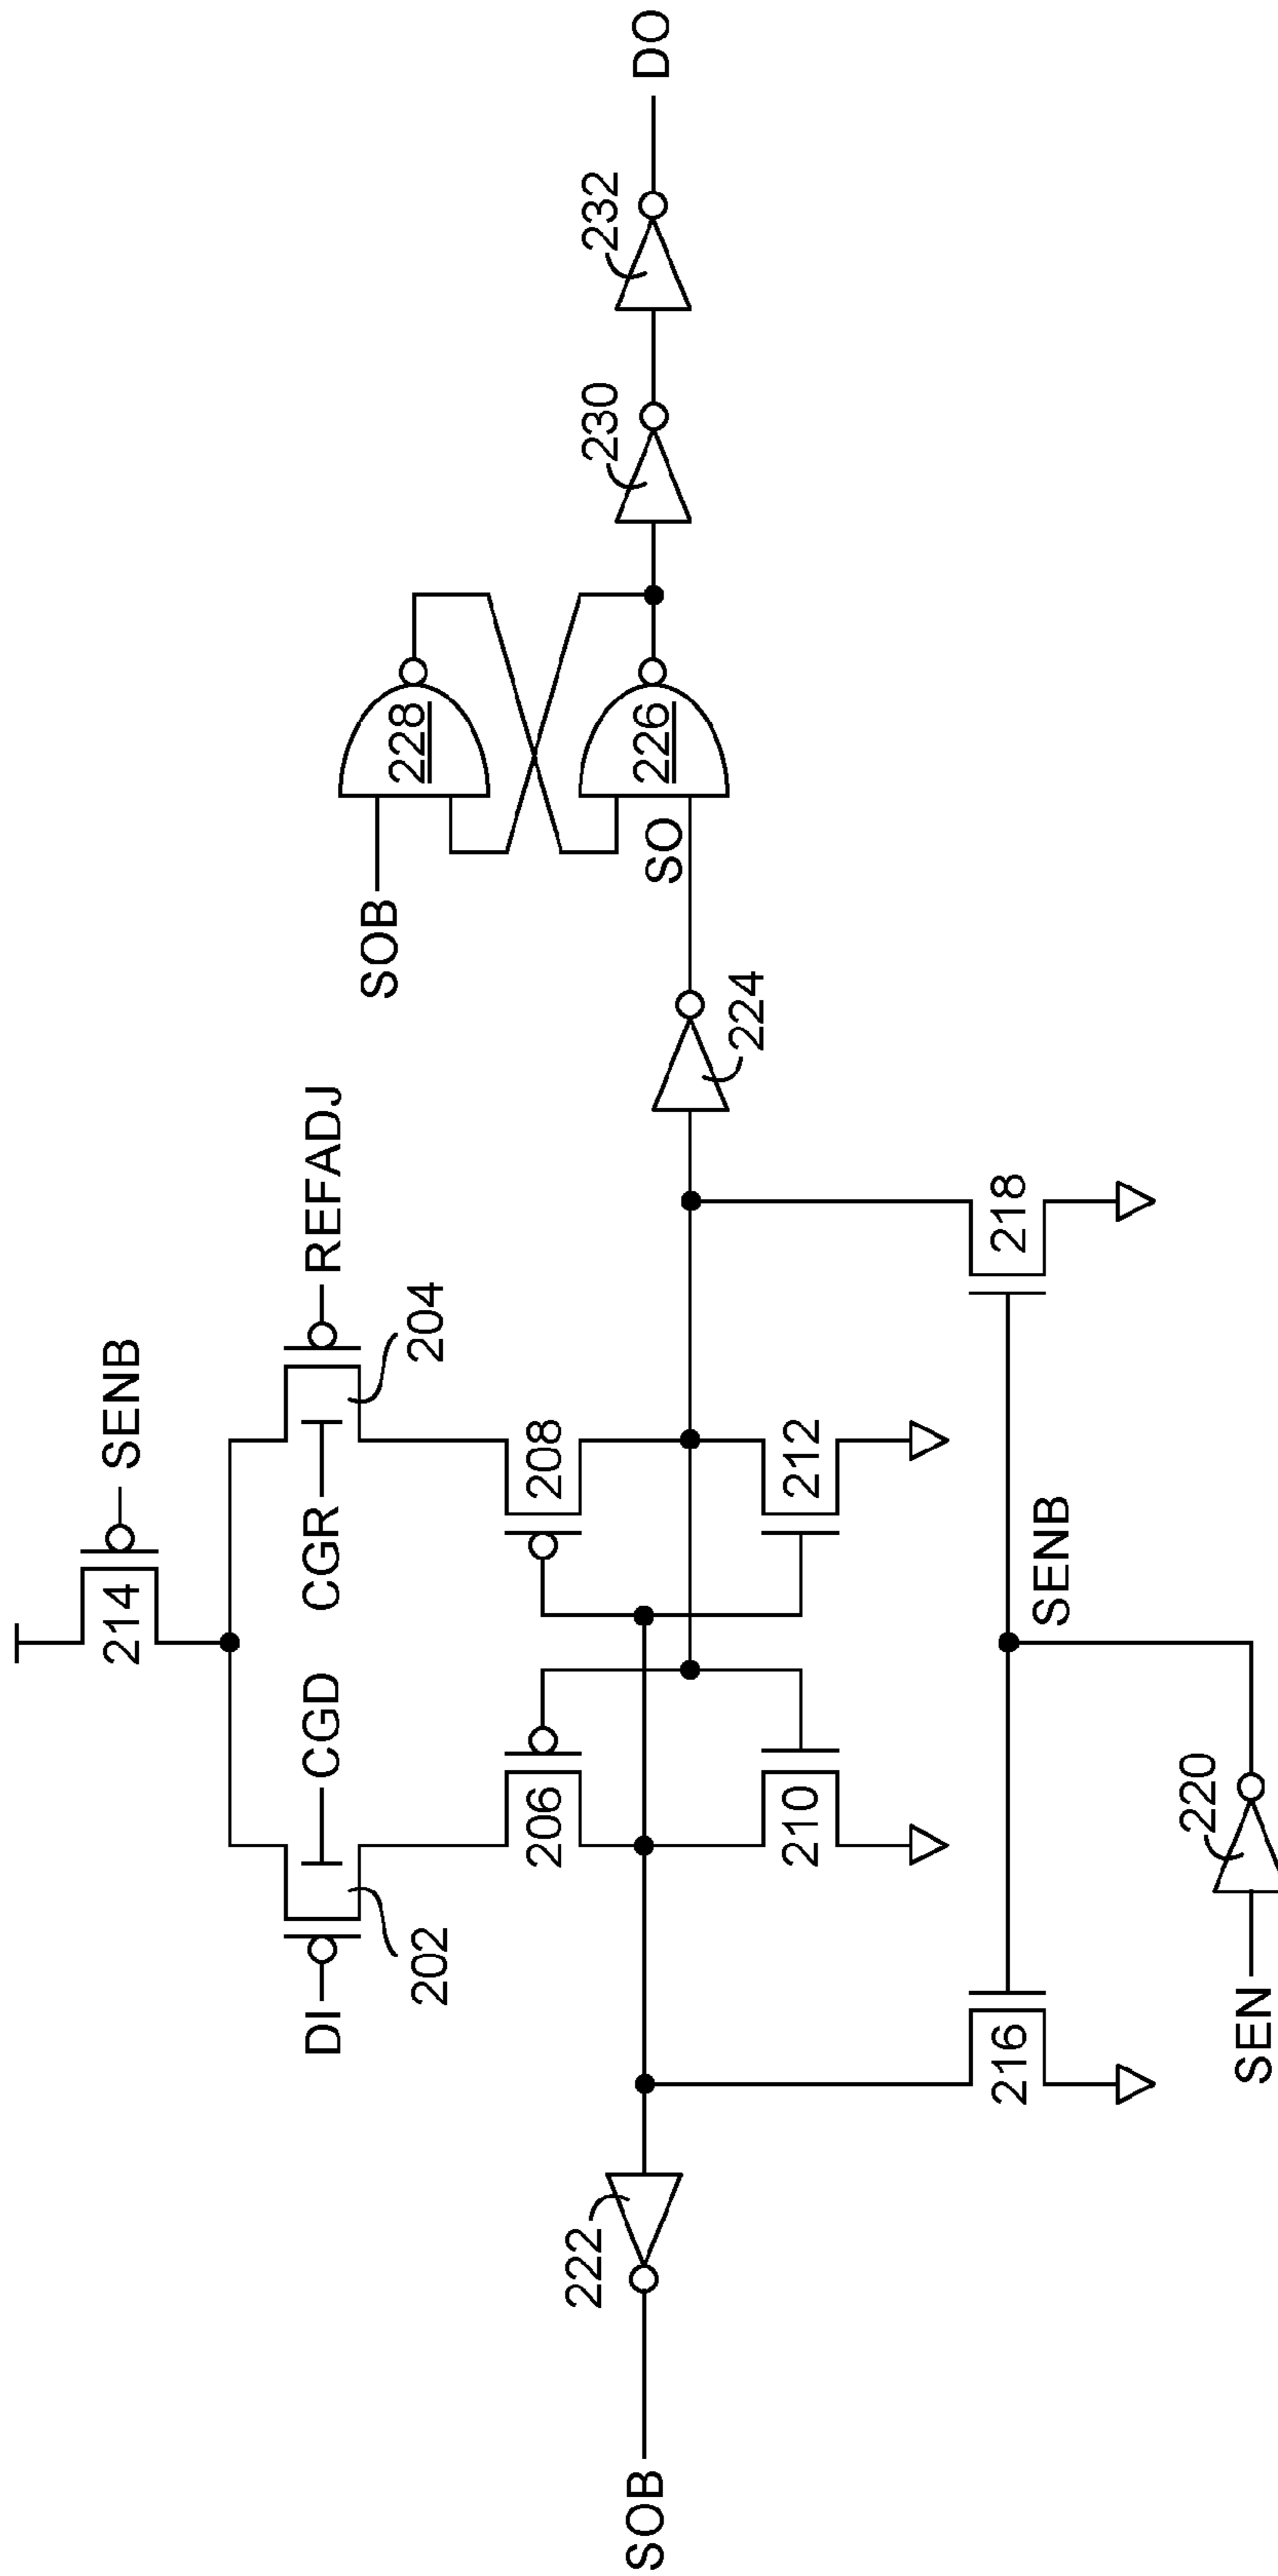 214
SENB
DI
CGD
CGR
REFADJ
202
204
206
208
SOB
228
222
210
212
224
SO
226
230
232
DO
SOB
216
SENB
218
SEN
220